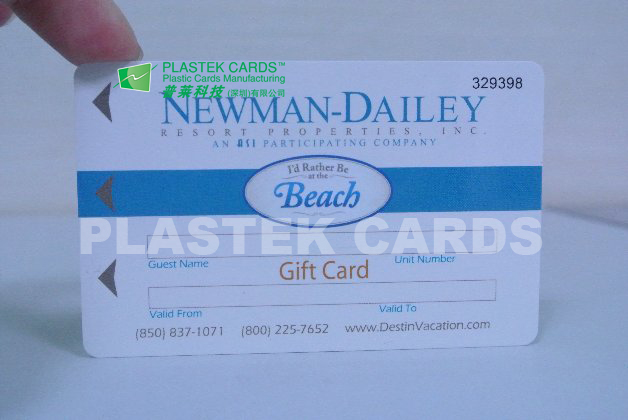 PLASTEK CARDS™
Plastic Cards Manufacturing
普莱科技(深圳)有限公司
329398
NEWMAN-DAILEY
RESORT PROPERTIES, INC.
AN RSI PARTICIPATING COMPANY
I'd Rather Be
at the
Beach
PLASTEK CARDS
Guest Name
Unit Number
Gift Card
Valid From
Valid To
(850) 837-1071 (800) 225-7652 www.DestinVacation.com